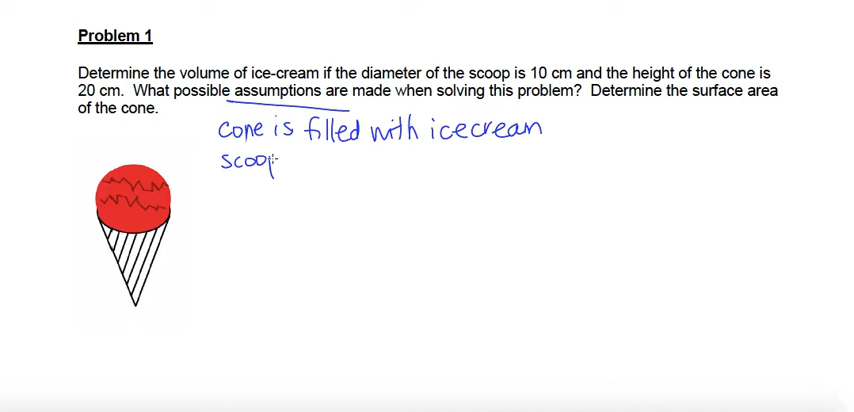 Problem 1
Determine the volume of ice-cream if the diameter of the scoop is 10 cm and the height of the cone is
20 cm. What possible assumptions are made when solving this problem? Determine the surface area
of the cone.
cone is filled with icecrean
scoop